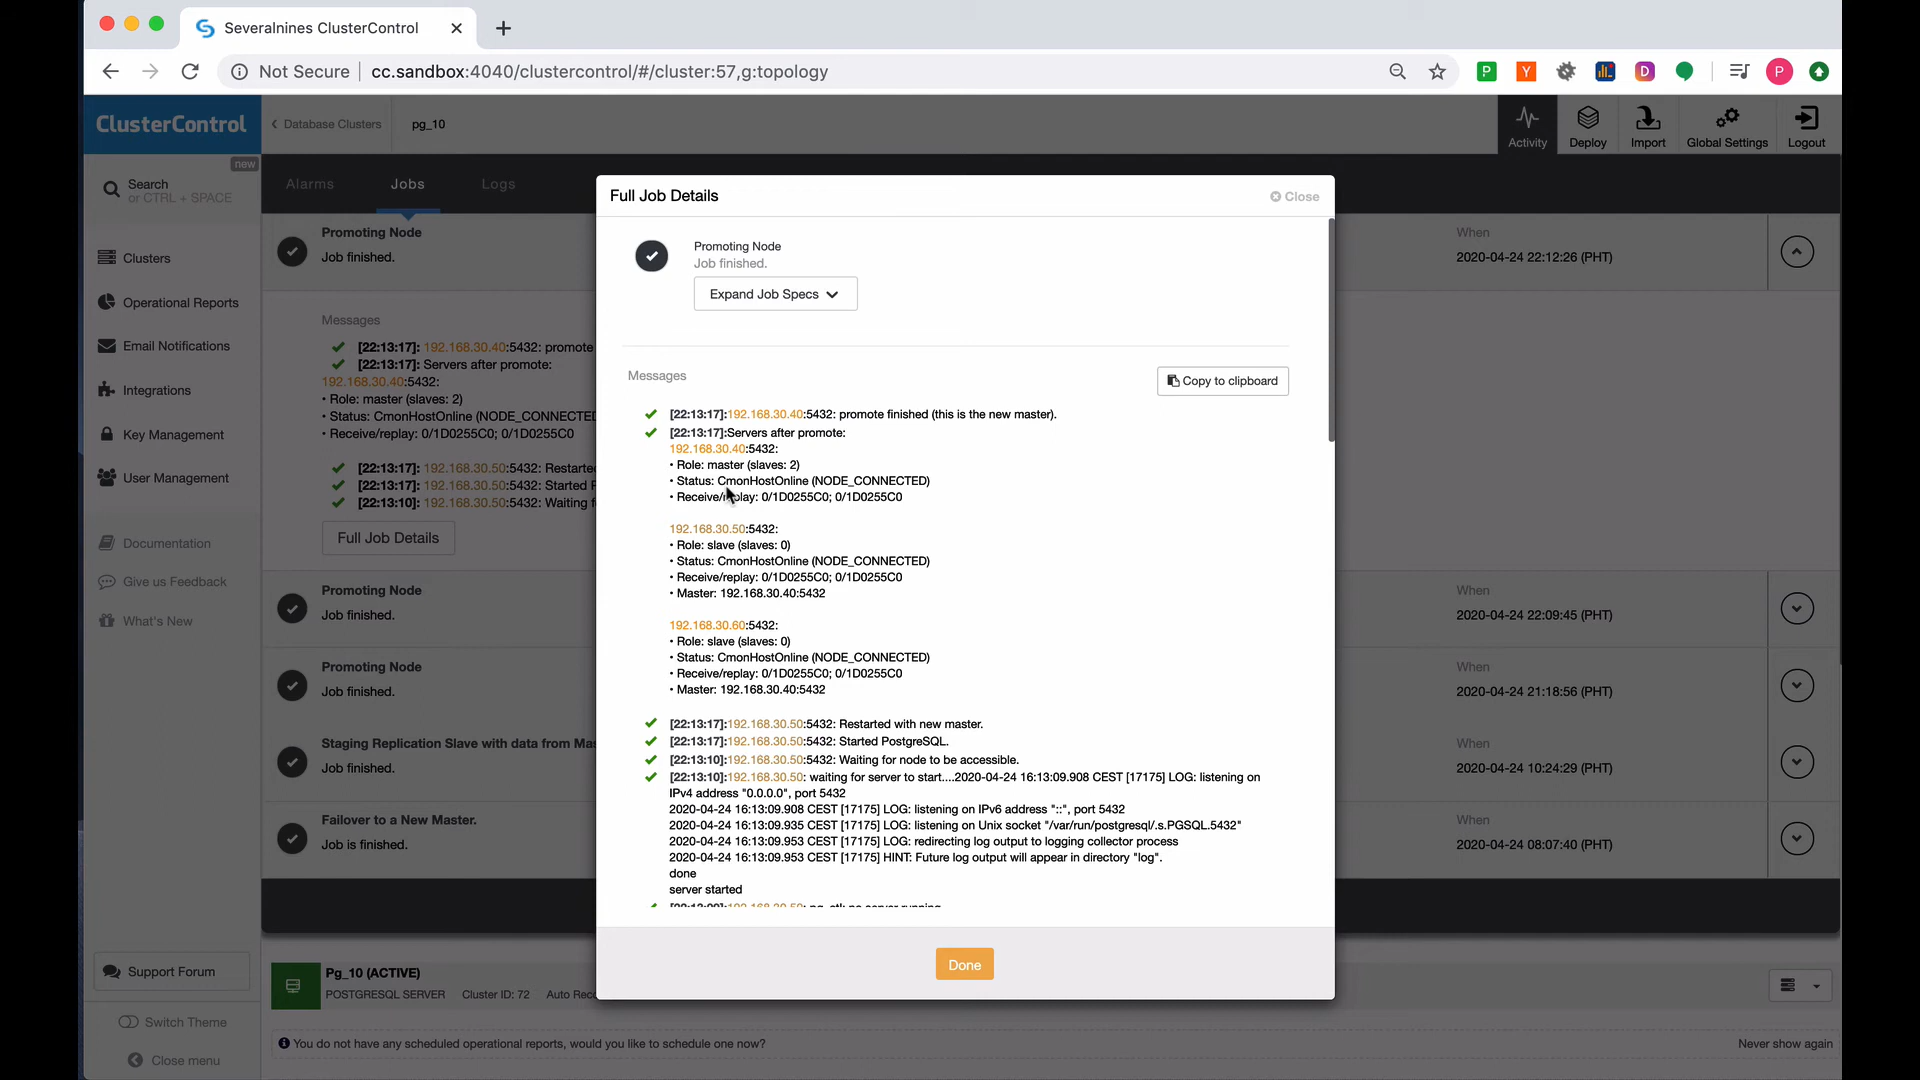 Severalnines ClusterControl
Not Secure
cc.sandbox:4040/clustercontrol/#/cluster:57,g:topology
P
Y
D
P
ClusterControl
Database Clusters
pg_10
Activity
Deploy
Import
Global Settings
Logout
new
Search
or CTRL + SPACE
Clusters
Operational Reports
Email Notifications
Integrations
Key Management
User Management
Documentation
Give us Feedback
What's New
Support Forum
Switch Theme
Close menu
Alarms
Jobs
Logs
Promoting Node
Job finished.
When
2020-04-24 22:12:26 (PHT)
Messages
[22:13:17]: 192.168.30.40:5432: promote
[22:13:17]: Servers after promote:
192.168.30.40:5432:
• Role: master (slaves: 2)
• Status: CmonHostOnline (NODE_CONNECTED
• Receive/replay: 0/1D0255C0; 0/1D0255C0
[22:13:17]: 192.168.30.50:5432: Restarted
[22:13:17]: 192.168.30.50:5432: Started P
[22:13:10]: 192.168.30.50:5432: Waiting f
Full Job Details
Promoting Node
Job finished.
When
2020-04-24 22:09:45 (PHT)
Promoting Node
Job finished.
When
2020-04-24 21:18:56 (PHT)
Staging Replication Slave with data from Mas
Job finished.
When
2020-04-24 10:24:29 (PHT)
Failover to a New Master.
Job is finished.
When
2020-04-24 08:07:40 (PHT)
Full Job Details
Close
Promoting Node
Job finished.
Expand Job Specs
Messages
Copy to clipboard
[22:13:17]:192.168.30.40:5432: promote finished (this is the new master).
[22:13:17]:Servers after promote:
192.168.30.40:5432:
• Role: master (slaves: 2)
• Status: CmonHostOnline (NODE_CONNECTED)
• Receive/replay: 0/1D0255C0; 0/1D0255C0
192.168.30.50:5432:
• Role: slave (slaves: 0)
• Status: CmonHostOnline (NODE_CONNECTED)
• Receive/replay: 0/1D0255C0; 0/1D0255C0
• Master: 192.168.30.40:5432
192.168.30.60:5432:
• Role: slave (slaves: 0)
• Status: CmonHostOnline (NODE_CONNECTED)
• Receive/replay: 0/1D0255C0; 0/1D0255C0
• Master: 192.168.30.40:5432
[22:13:17]:192.168.30.50:5432: Restarted with new master.
[22:13:17]:192.168.30.50:5432: Started PostgreSQL.
[22:13:10]:192.168.30.50:5432: Waiting for node to be accessible.
[22:13:10]:192.168.30.50: waiting for server to start....2020-04-24 16:13:09.908 CEST [17175] LOG: listening on
IPv4 address "0.0.0.0", port 5432
2020-04-24 16:13:09.908 CEST [17175] LOG: listening on IPv6 address "::", port 5432
2020-04-24 16:13:09.935 CEST [17175] LOG: listening on Unix socket "/var/run/postgresql/.s.PGSQL.5432"
2020-04-24 16:13:09.953 CEST [17175] LOG: redirecting log output to logging collector process
2020-04-24 16:13:09.953 CEST [17175] HINT: Future log output will appear in directory "log".
done
server started
[22:13:09]:192.168.30.50: pg_ctl: no server running
Done
Pg_10 (ACTIVE)
POSTGRESQL SERVER
Cluster ID: 72
Auto Reco
You do not have any scheduled operational reports, would you like to schedule one now?
Never show again